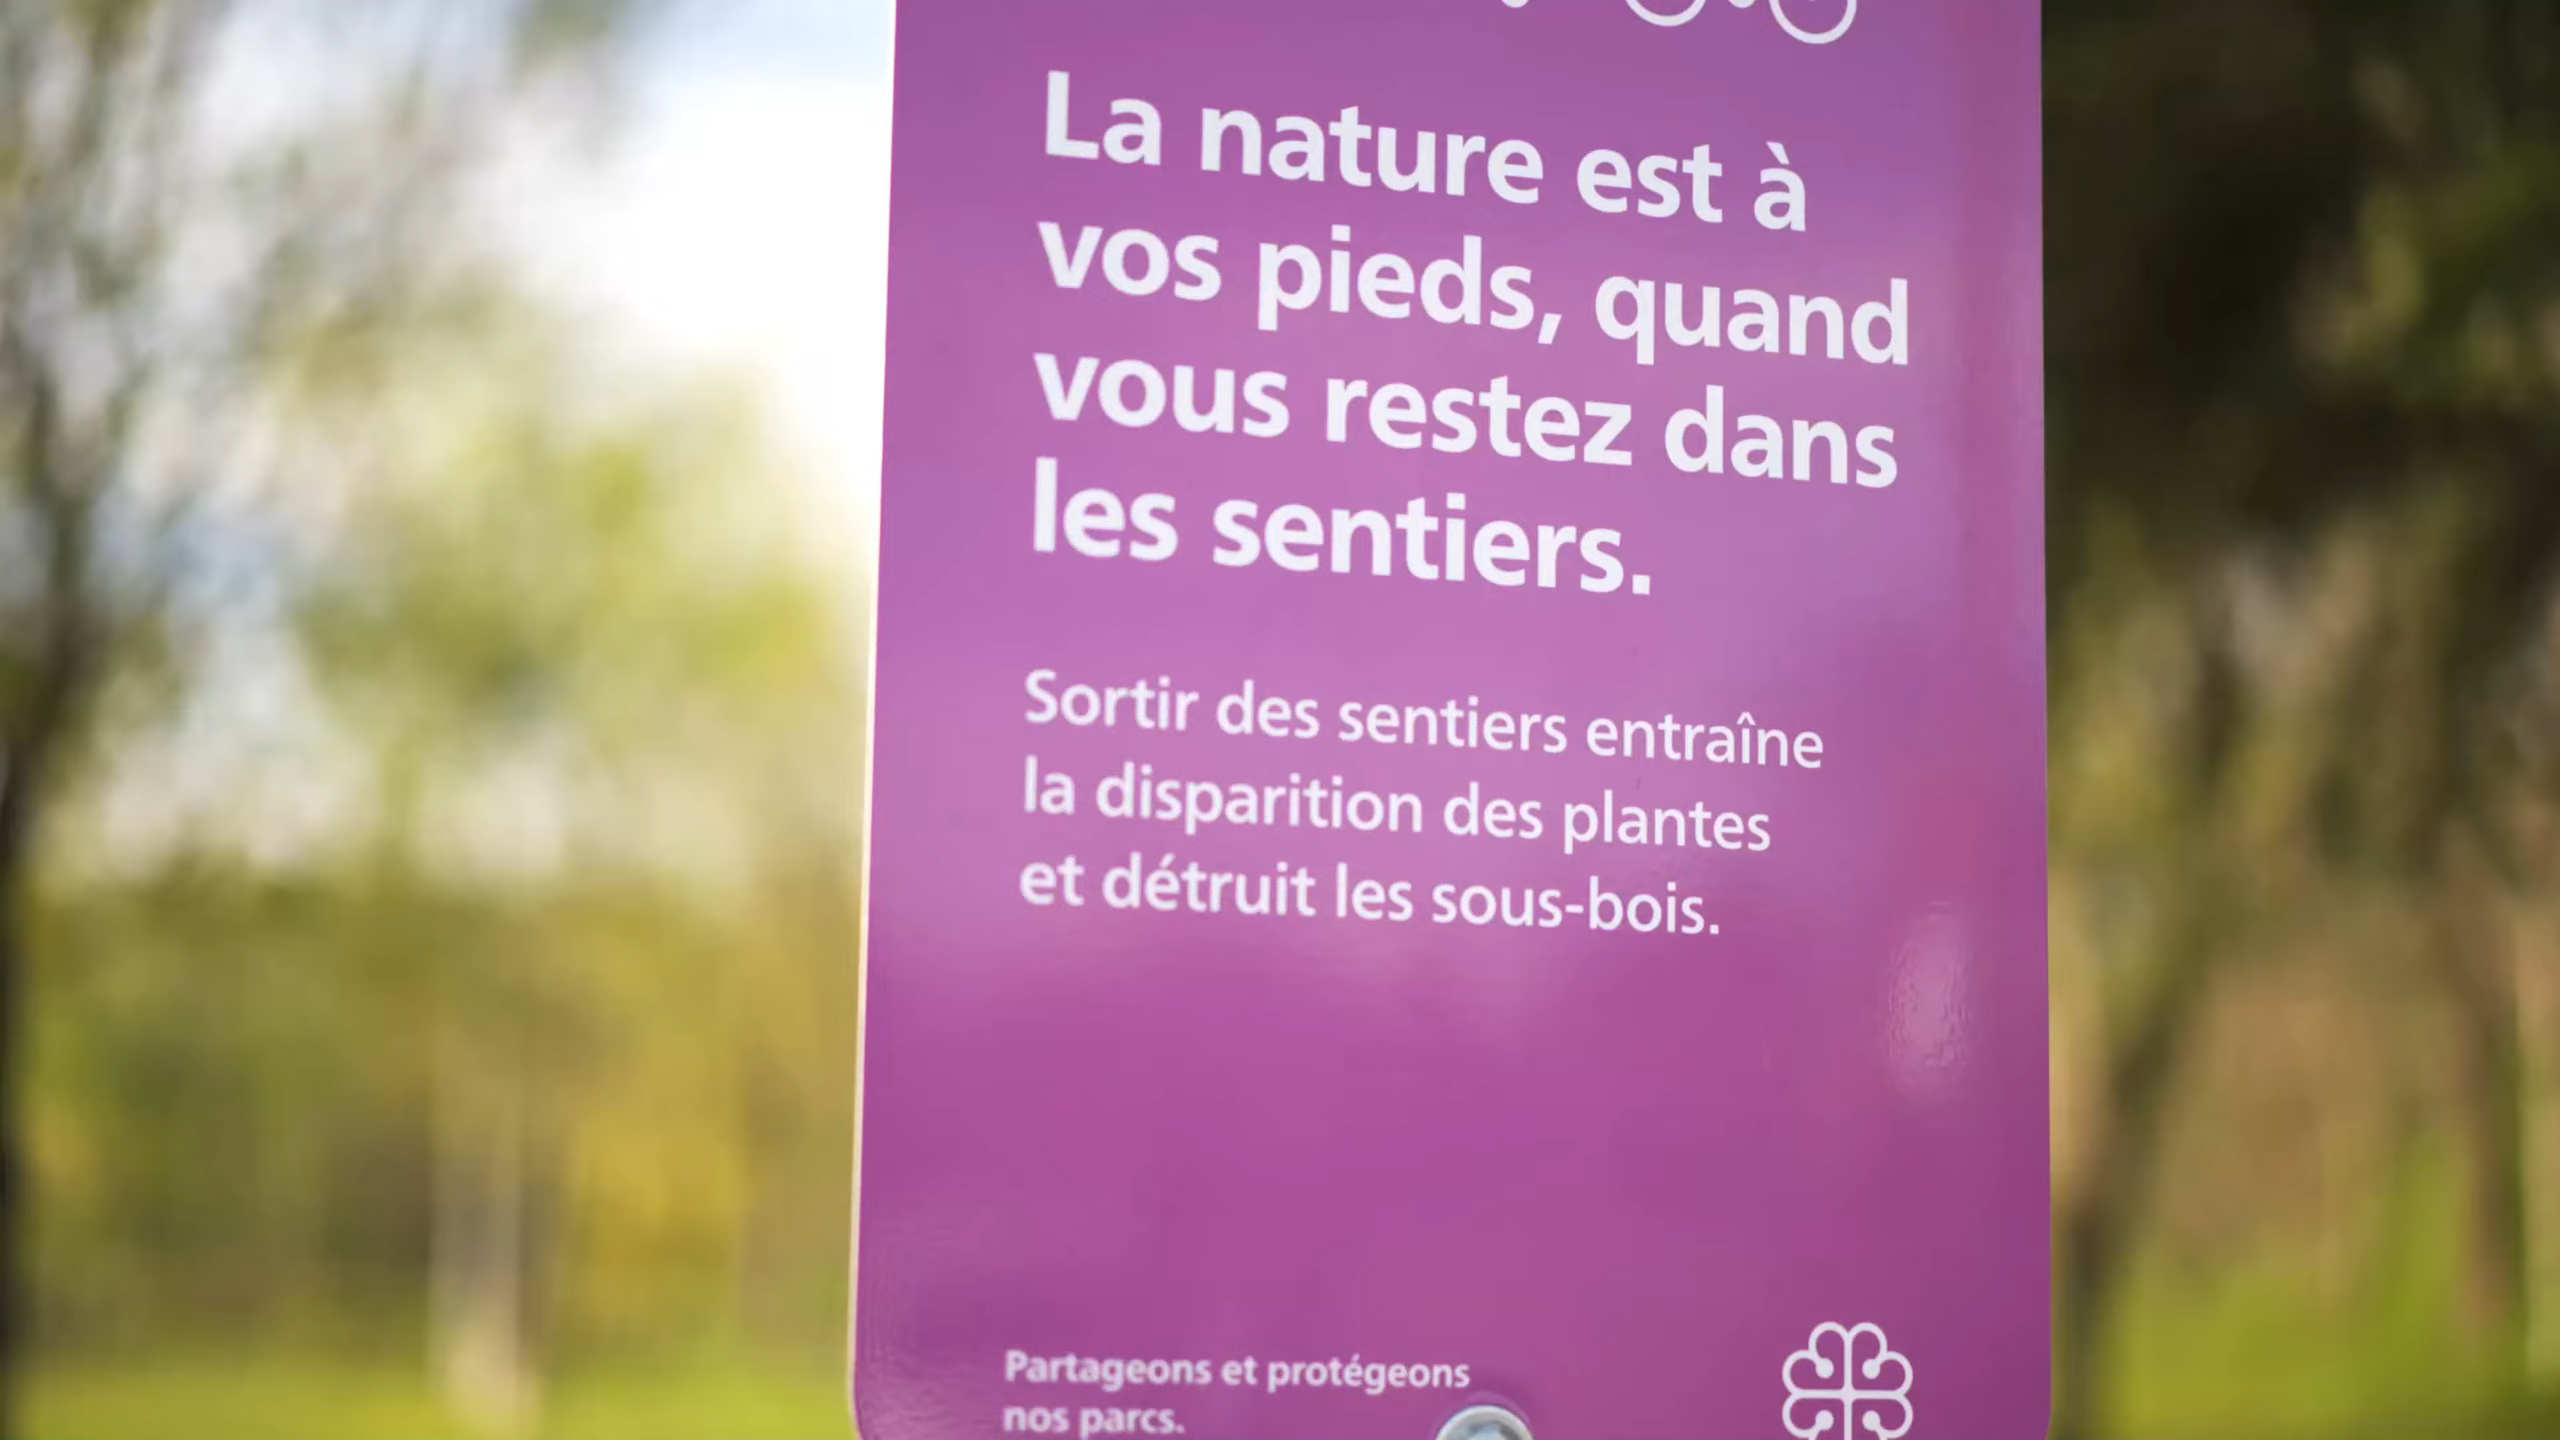 La nature est à
vos pieds, quand
vous restez dans
les sentiers.
Sortir des sentiers entraîne
la disparition des plantes
et détruit les sous-bois.
Partageons et protégeons
nos parcs.